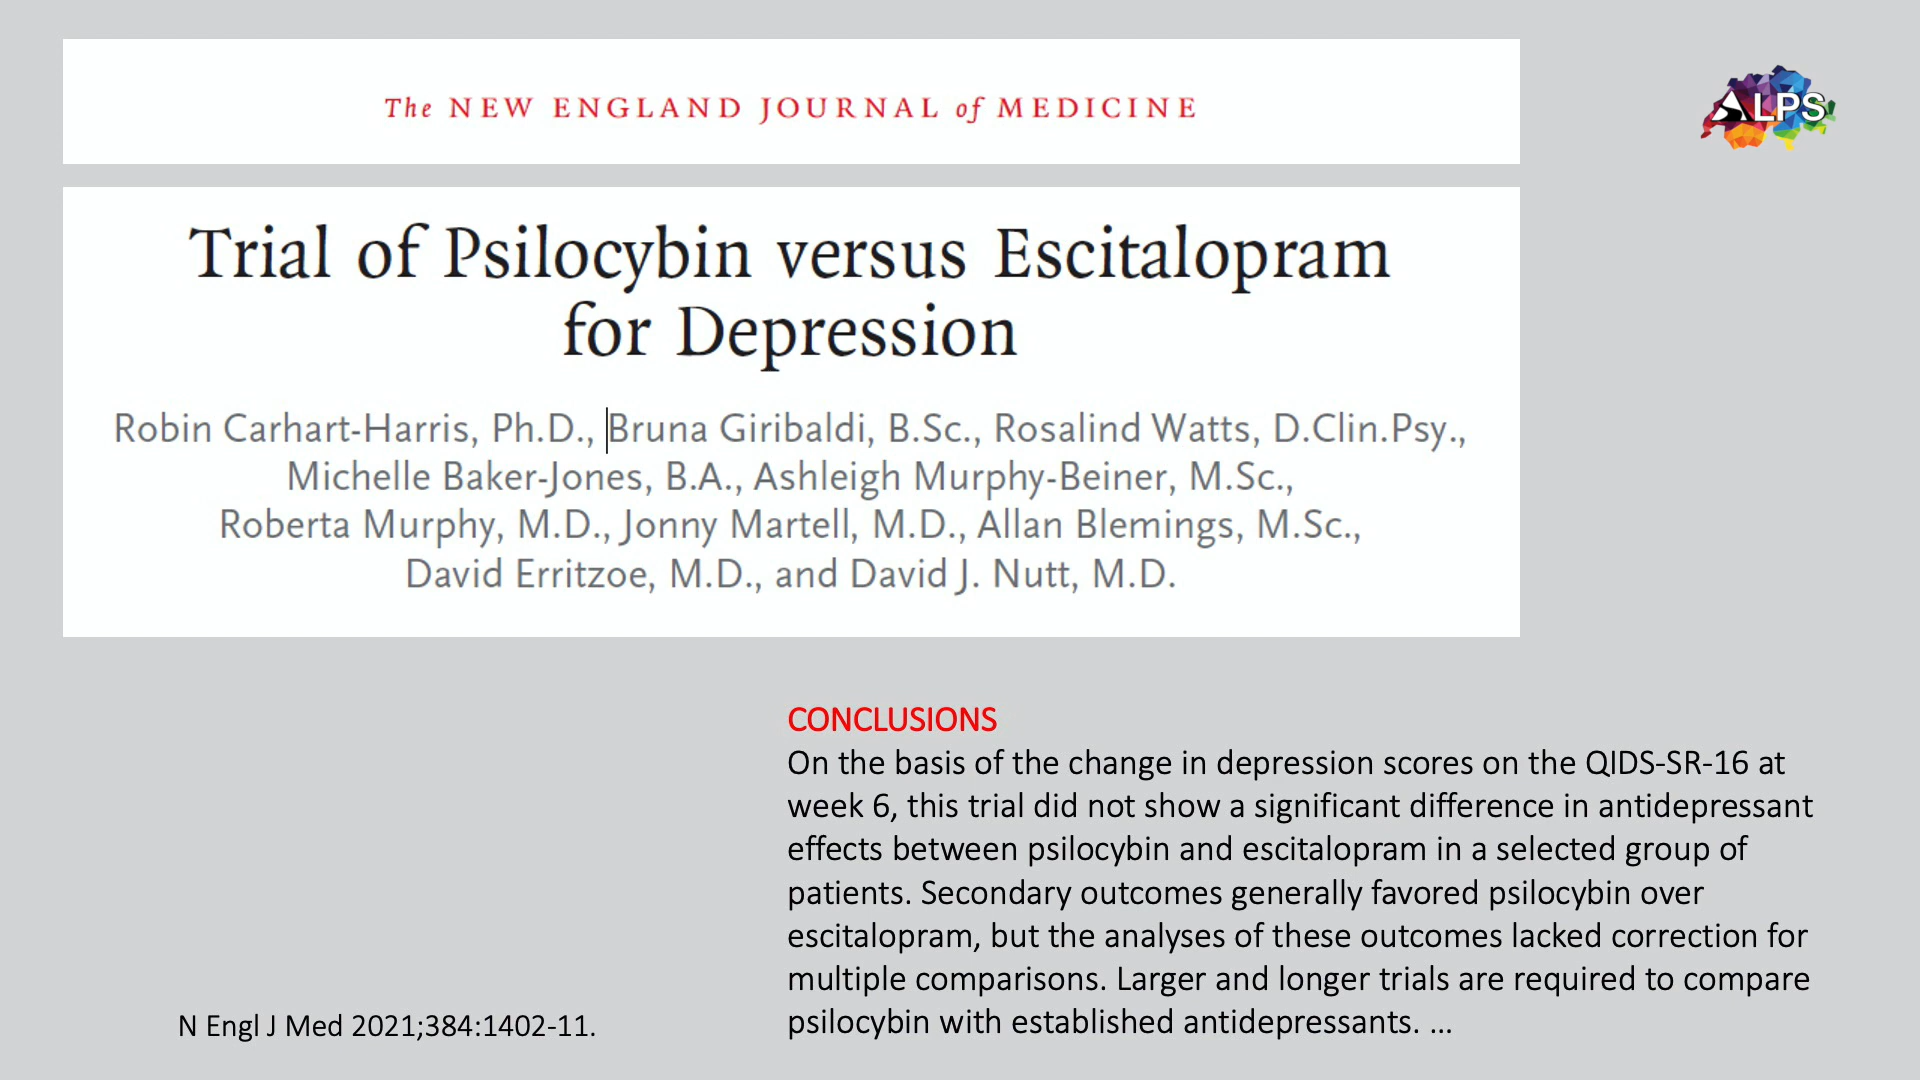 The NEW ENGLAND JOURNAL of MEDICINE
ALPS
Trial of Psilocybin versus Escitalopram
for Depression
Robin Carhart-Harris, Ph.D., Bruna Giribaldi, B.Sc., Rosalind Watts, D.Clin.Psy.,
Michelle Baker-Jones, B.A., Ashleigh Murphy-Beiner, M.Sc.,
Roberta Murphy, M.D., Jonny Martell, M.D., Allan Blemings, M.Sc.,
David Erritzoe, M.D., and David J. Nutt, M.D.
CONCLUSIONS
On the basis of the change in depression scores on the QIDS-SR-16 at
week 6, this trial did not show a significant difference in antidepressant
effects between psilocybin and escitalopram in a selected group of
patients. Secondary outcomes generally favored psilocybin over
escitalopram, but the analyses of these outcomes lacked correction for
multiple comparisons. Larger and longer trials are required to compare
psilocybin with established antidepressants. ...
N Engl J Med 2021;384:1402-11.